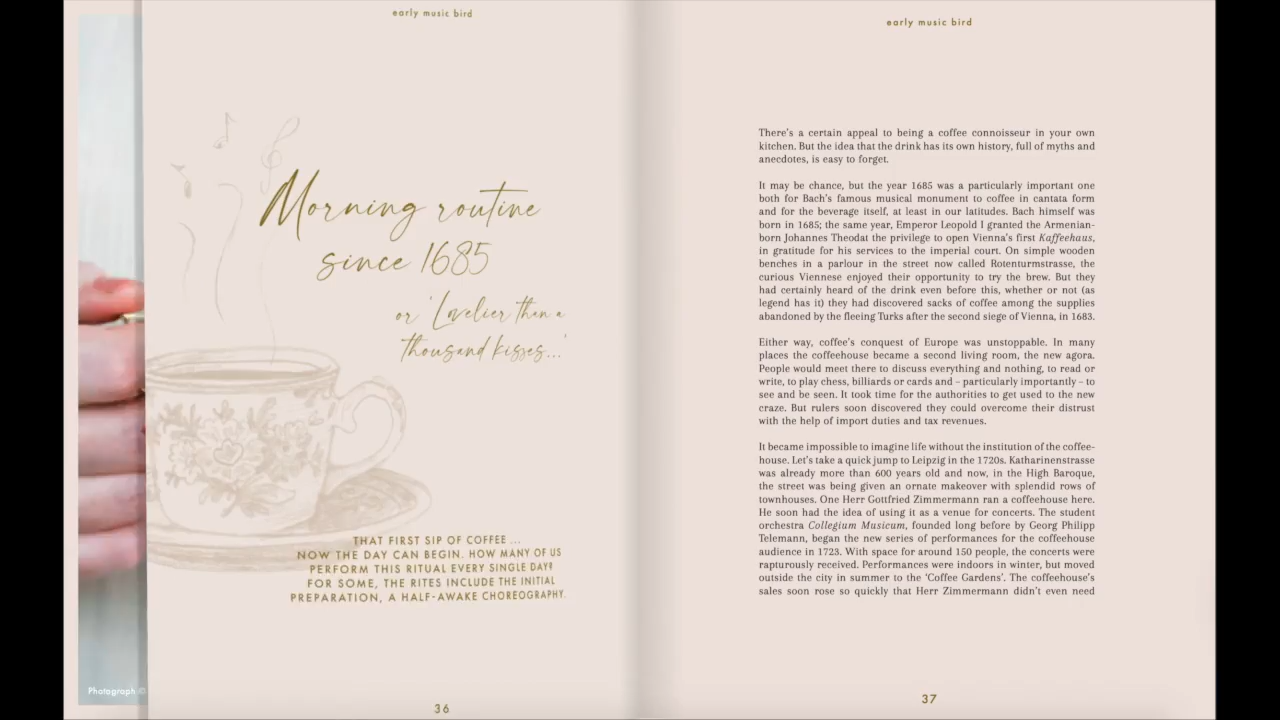 early music bird
Morning routine
since 1685
or 'Lovelier than a
thousand kisses...'
THAT FIRST SIP OF COFFEE ...
NOW THE DAY CAN BEGIN. HOW MANY OF US
PERFORM THIS RITUAL EVERY SINGLE DAY?
FOR SOME, THE RITES INCLUDE THE INITIAL
PREPARATION, A HALF-AWAKE CHOREOGRAPHY.
Photograph ©
36
early music bird
There's a certain appeal to being a coffee connoisseur in your own
kitchen. But the idea that the drink has its own history, full of myths and
anecdotes, is easy to forget.
It may be chance, but the year 1685 was a particularly important one
both for Bach's famous musical monument to coffee in cantata form
and for the beverage itself, at least in our latitudes. Bach himself was
born in 1685; the same year, Emperor Leopold I granted the Armenian-
born Johannes Theodat the privilege to open Vienna's first Kaffeehaus,
in gratitude for his services to the imperial court. On simple wooden
benches in a parlour in the street now called Rotenturmstrasse, the
curious Viennese enjoyed their opportunity to try the brew. But they
had certainly heard of the drink even before this, whether or not (as
legend has it) they had discovered sacks of coffee among the supplies
abandoned by the fleeing Turks after the second siege of Vienna, in 1683.
Either way, coffee's conquest of Europe was unstoppable. In many
places the coffeehouse became a second living room, the new agora.
People would meet there to discuss everything and nothing, to read or
write, to play chess, billiards or cards and – particularly importantly – to
see and be seen. It took time for the authorities to get used to the new
craze. But rulers soon discovered they could overcome their distrust
with the help of import duties and tax revenues.
It became impossible to imagine life without the institution of the coffee-
house. Let's take a quick jump to Leipzig in the 1720s. Katharinenstrasse
was already more than 600 years old and now, in the High Baroque,
the street was being given an ornate makeover with splendid rows of
townhouses. One Herr Gottfried Zimmermann ran a coffeehouse here.
He soon had the idea of using it as a venue for concerts. The student
orchestra Collegium Musicum, founded long before by Georg Philipp
Telemann, began the new series of performances for the coffeehouse
audience in 1723. With space for around 150 people, the concerts were
rapturously received. Performances were indoors in winter, but moved
outside the city in summer to the 'Coffee Gardens'. The coffeehouse's
sales soon rose so quickly that Herr Zimmermann didn't even need
37